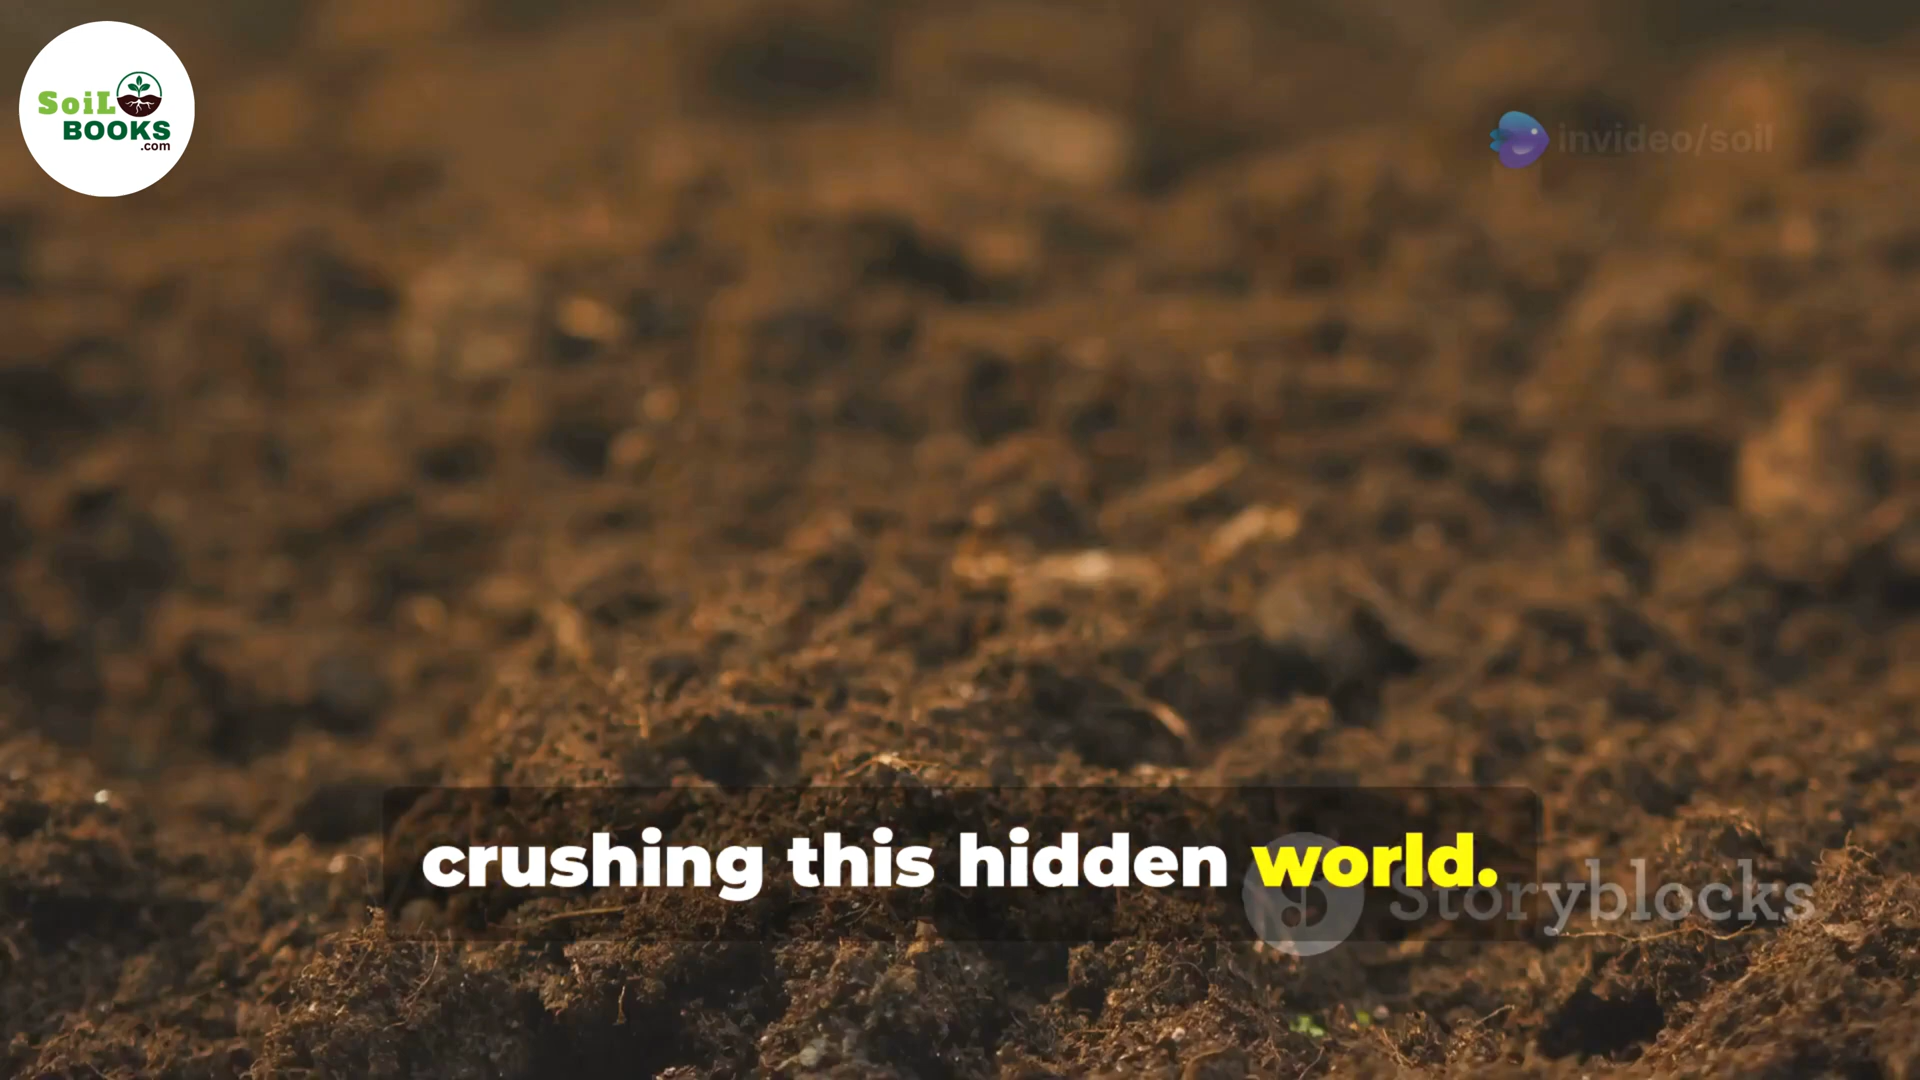 SoiL
BOOKS
.com
invideo/soil
crushing this hidden world.
Storyblocks